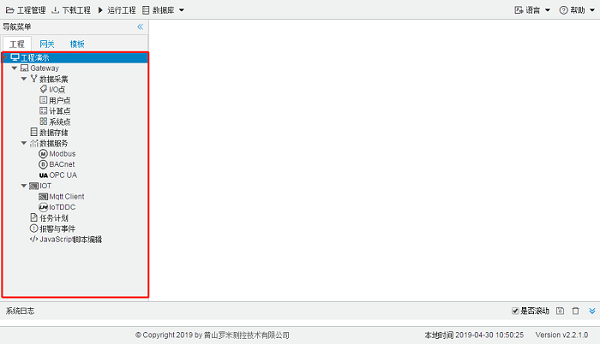 工程管理 下载工程 运行工程 数据库 语言 帮助
导航菜单
工程 网关 模板
工程演示
Gateway
数据采集
I/O点
用户点
计算点
系统点
数据存储
数据服务
Modbus
BACnet
OPC UA
IOT
Mqtt Client
IoTDDC
任务计划
报警与事件
JavaScript脚本编辑
系统日志 是否滚动
© Copyright 2019 by 黄山罗米测控技术有限公司 本地时间 2019-04-30 10:50:25 Version v2.2.1.0